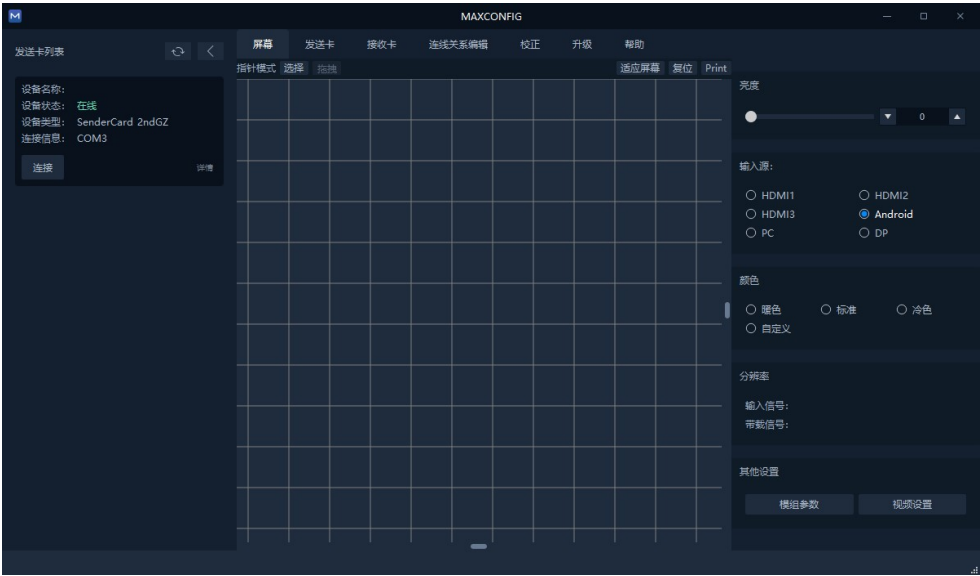 MAXCONFIG
发送卡列表
屏幕 发送卡 接收卡 连线关系编辑 校正 升级 帮助
指针模式 选择 拖拽 适应屏幕 复位 Print
设备名称:
设备状态: 在线
设备类型: SenderCard 2ndGZ
连接信息: COM3
连接 详情
亮度
0
输入源:
HDMI1 HDMI2
HDMI3 Android
PC DP
颜色
暖色 标准 冷色
自定义
分辨率
输入信号:
带载信号:
其他设置
模组参数 视频设置